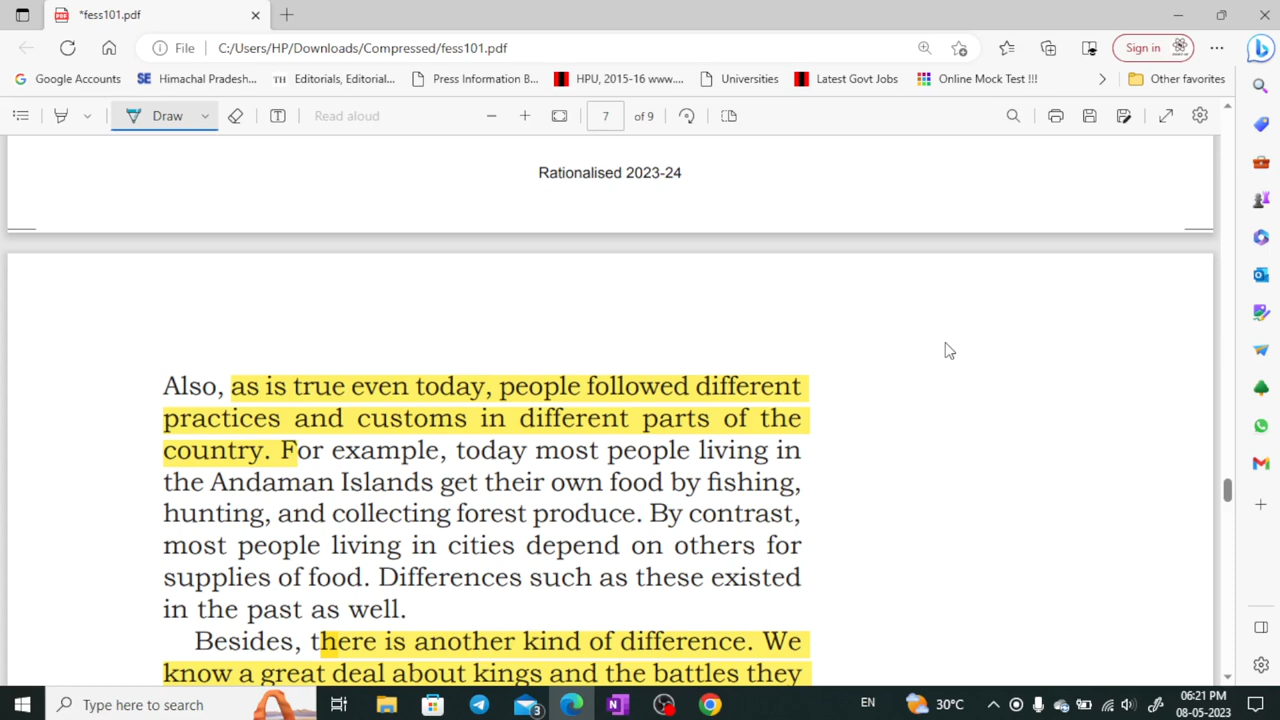 *fess101.pdf
File C:/Users/HP/Downloads/Compressed/fess101.pdf Sign in
Google Accounts SE Himachal Pradesh... TH Editorials, Editorial... Press Information B... HPU, 2015-16 www.... Universities Latest Govt Jobs Online Mock Test !!! Other favorites
Draw Read aloud 7 of 9
Rationalised 2023-24
Also, as is true even today, people followed different
practices and customs in different parts of the
country. For example, today most people living in
the Andaman Islands get their own food by fishing,
hunting, and collecting forest produce. By contrast,
most people living in cities depend on others for
supplies of food. Differences such as these existed
in the past as well.
Besides, there is another kind of difference. We
know a great deal about kings and the battles they
Type here to search 3 EN 30°C 06:21 PM
08-05-2023